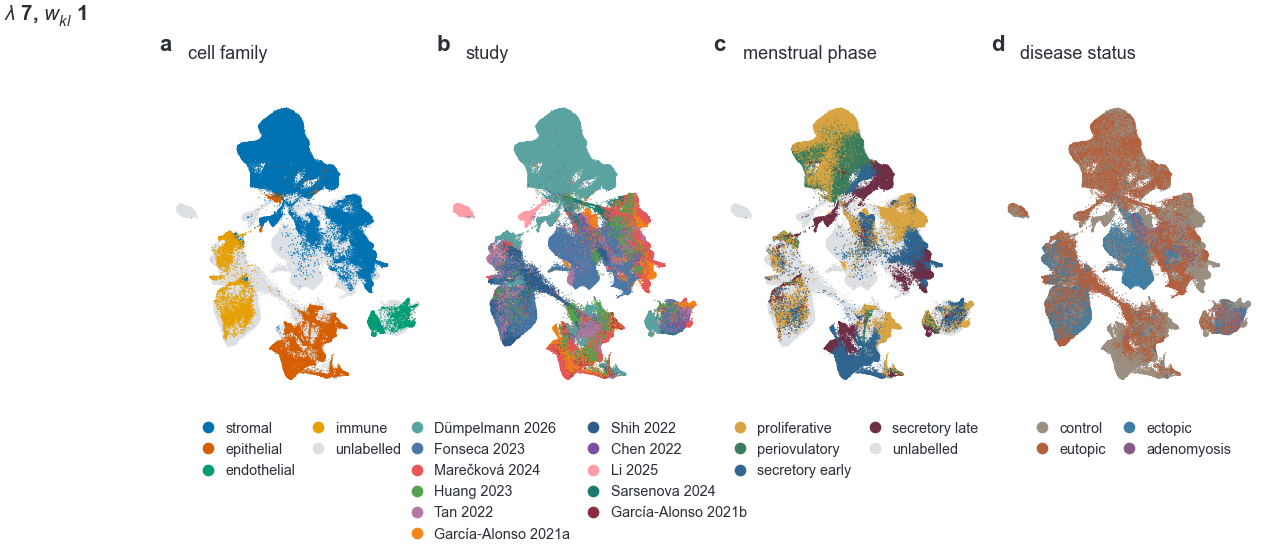 λ 7, w_kl 1
a cell family
b study
c menstrual phase
d disease status
stromal
epithelial
endothelial
immune
unlabelled
Dümpelmann 2026
Fonseca 2023
Marečková 2024
Huang 2023
Tan 2022
García-Alonso 2021a
Shih 2022
Chen 2022
Li 2025
Sarsenova 2024
García-Alonso 2021b
proliferative
periovulatory
secretory early
secretory late
unlabelled
control
eutopic
ectopic
adenomyosis